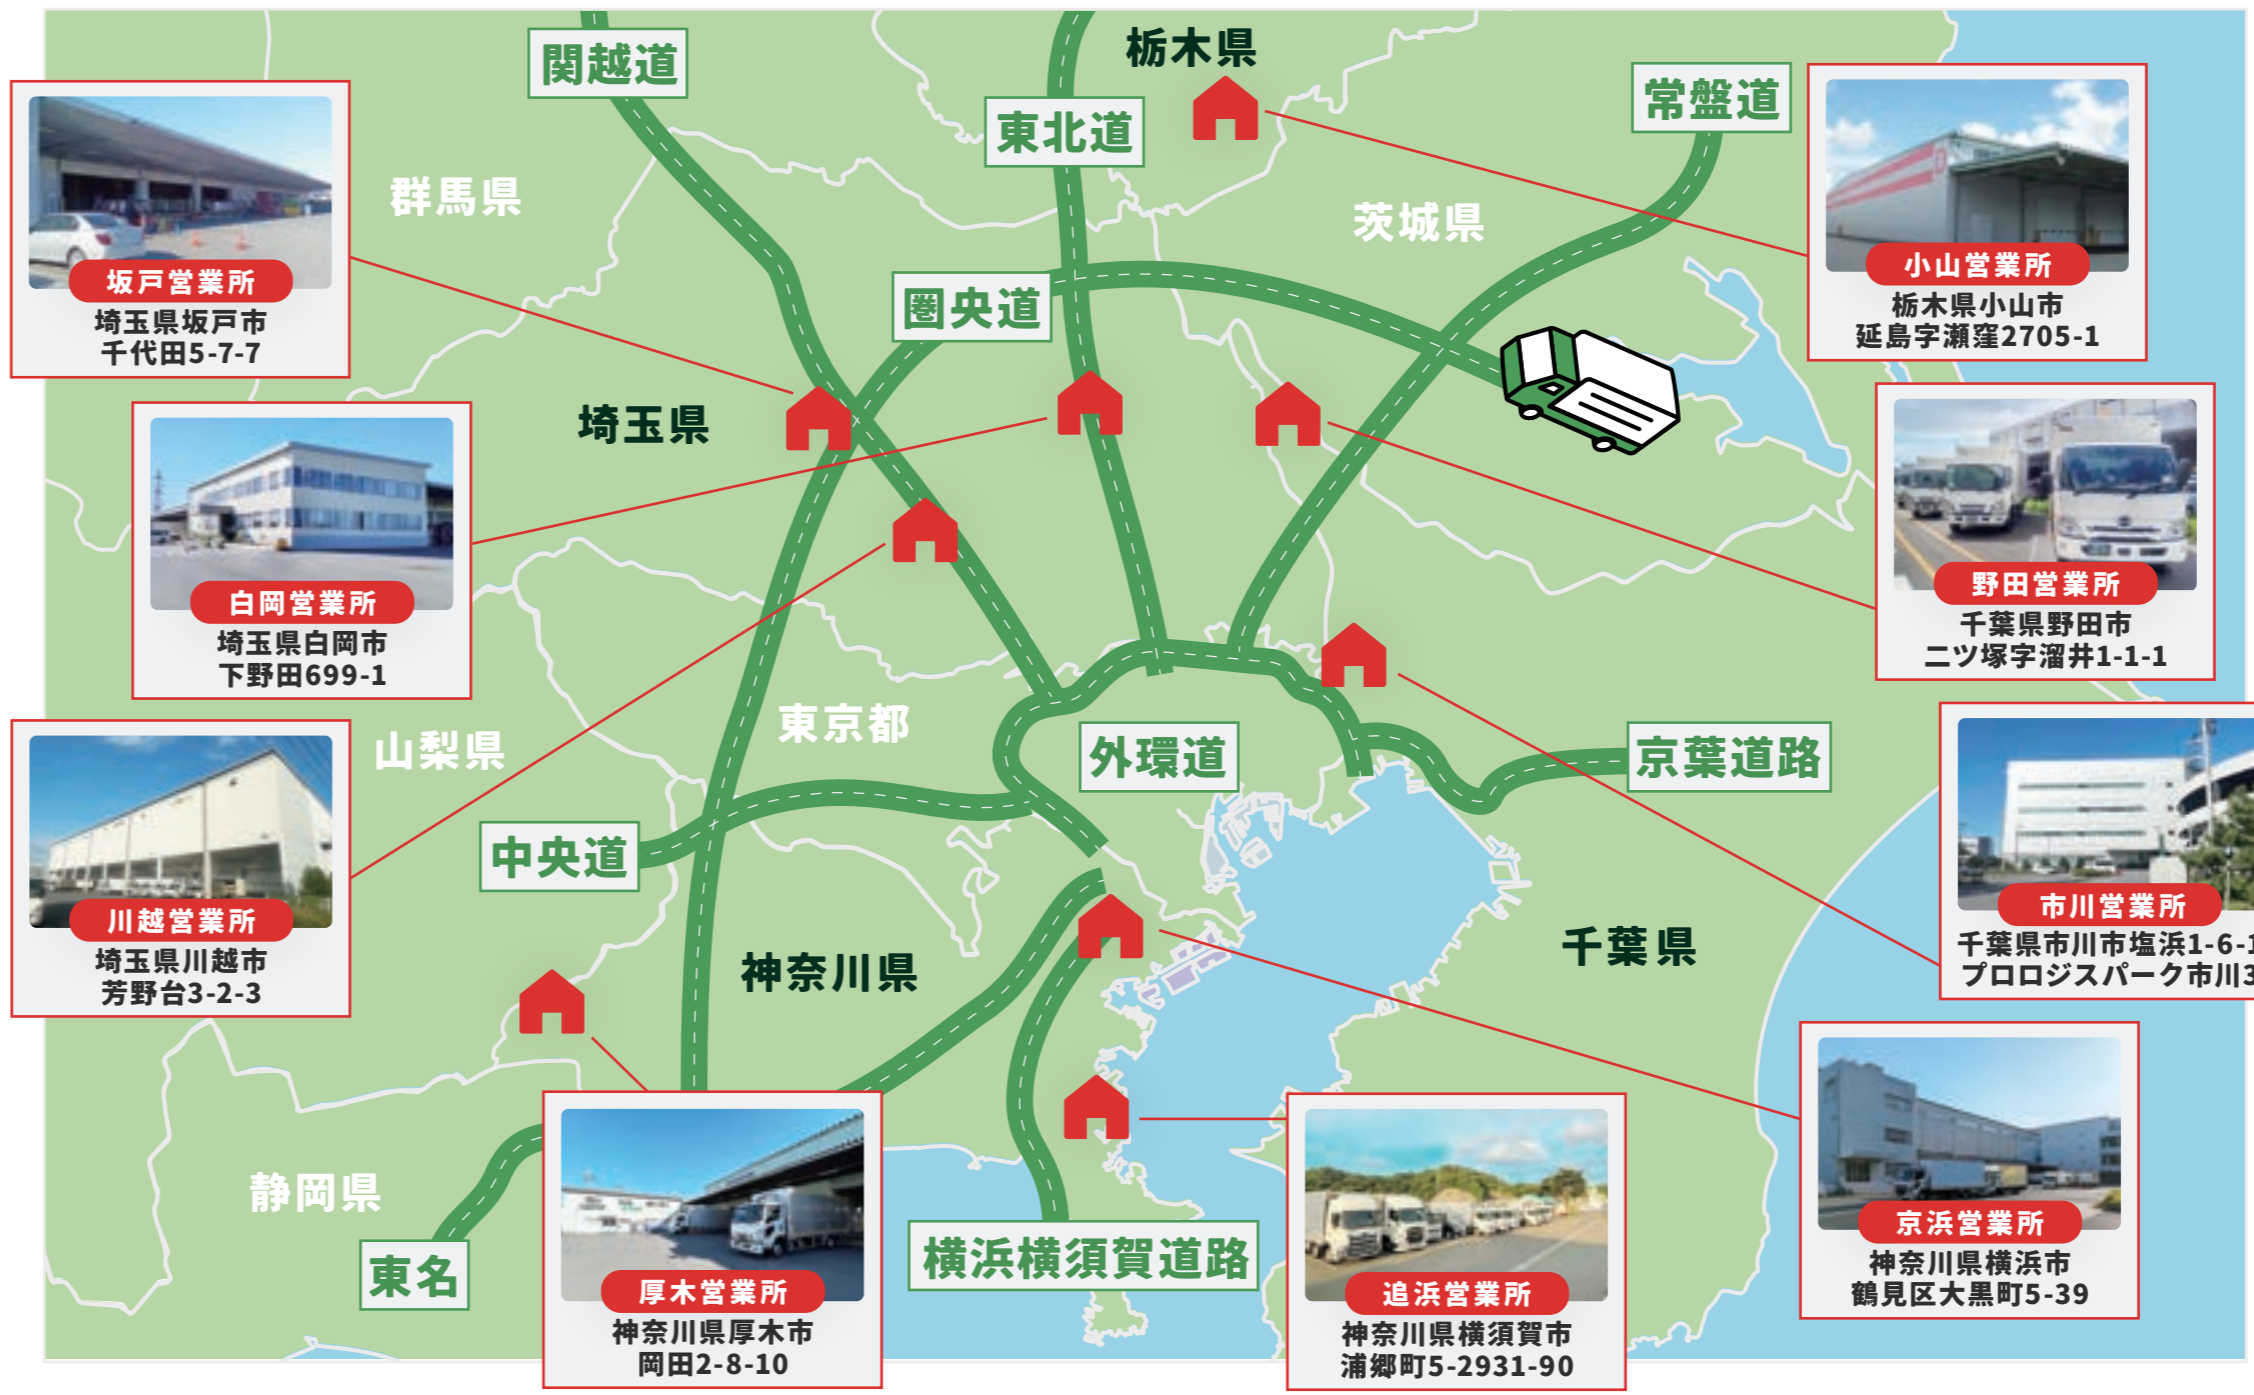 関越道
栃木県
東北道
常盤道
群馬県
茨城県
圏央道
埼玉県
東京都
山梨県
外環道
京葉道路
中央道
神奈川県
千葉県
静岡県
東名
横浜横須賀道路
坂戸営業所
埼玉県坂戸市
千代田5-7-7
白岡営業所
埼玉県白岡市
下野田699-1
川越営業所
埼玉県川越市
芳野台3-2-3
厚木営業所
神奈川県厚木市
岡田2-8-10
追浜営業所
神奈川県横須賀市
浦郷町5-2931-90
小山営業所
栃木県小山市
延島字瀬窪2705-1
野田営業所
千葉県野田市
二ツ塚字溜井1-1-1
市川営業所
千葉県市川市塩浜1-6-1
プロロジスパーク市川3
京浜営業所
神奈川県横浜市
鶴見区大黒町5-39